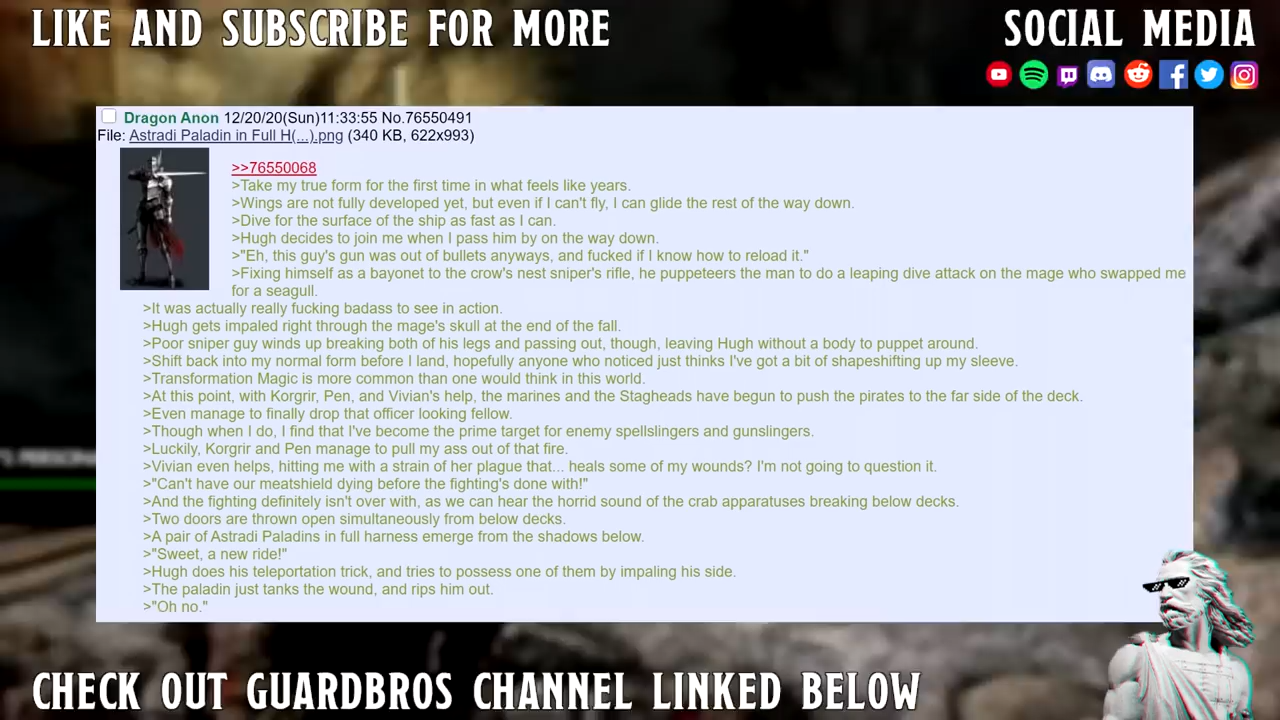 LIKE AND SUBSCRIBE FOR MORE
SOCIAL MEDIA
Dragon Anon 12/20/20(Sun)11:33:55 No.76550491
File: Astradi Paladin in Full H(...).png (340 KB, 622x993)
>>76550068
>Take my true form for the first time in what feels like years.
>Wings are not fully developed yet, but even if I can't fly, I can glide the rest of the way down.
>Dive for the surface of the ship as fast as I can.
>Hugh decides to join me when I pass him by on the way down.
>"Eh, this guy's gun was out of bullets anyways, and fucked if I know how to reload it."
>Fixing himself as a bayonet to the crow's nest sniper's rifle, he puppeteers the man to do a leaping dive attack on the mage who swapped me
for a seagull.
>It was actually really fucking badass to see in action.
>Hugh gets impaled right through the mage's skull at the end of the fall.
>Poor sniper guy winds up breaking both of his legs and passing out, though, leaving Hugh without a body to puppet around.
>Shift back into my normal form before I land, hopefully anyone who noticed just thinks I've got a bit of shapeshifting up my sleeve.
>Transformation Magic is more common than one would think in this world.
>At this point, with Korgrir, Pen, and Vivian's help, the marines and the Stagheads have begun to push the pirates to the far side of the deck.
>Even manage to finally drop that officer looking fellow.
>Though when I do, I find that I've become the prime target for enemy spellslingers and gunslingers.
>Luckily, Korgrir and Pen manage to pull my ass out of that fire.
>Vivian even helps, hitting me with a strain of her plague that... heals some of my wounds? I'm not going to question it.
>"Can't have our meatshield dying before the fighting's done with!"
>And the fighting definitely isn't over with, as we can hear the horrid sound of the crab apparatuses breaking below decks.
>Two doors are thrown open simultaneously from below decks.
>A pair of Astradi Paladins in full harness emerge from the shadows below.
>"Sweet, a new ride!"
>Hugh does his teleportation trick, and tries to possess one of them by impaling his side.
>The paladin just tanks the wound, and rips him out.
>"Oh no."
CHECK OUT GUARDBROS CHANNEL LINKED BELOW